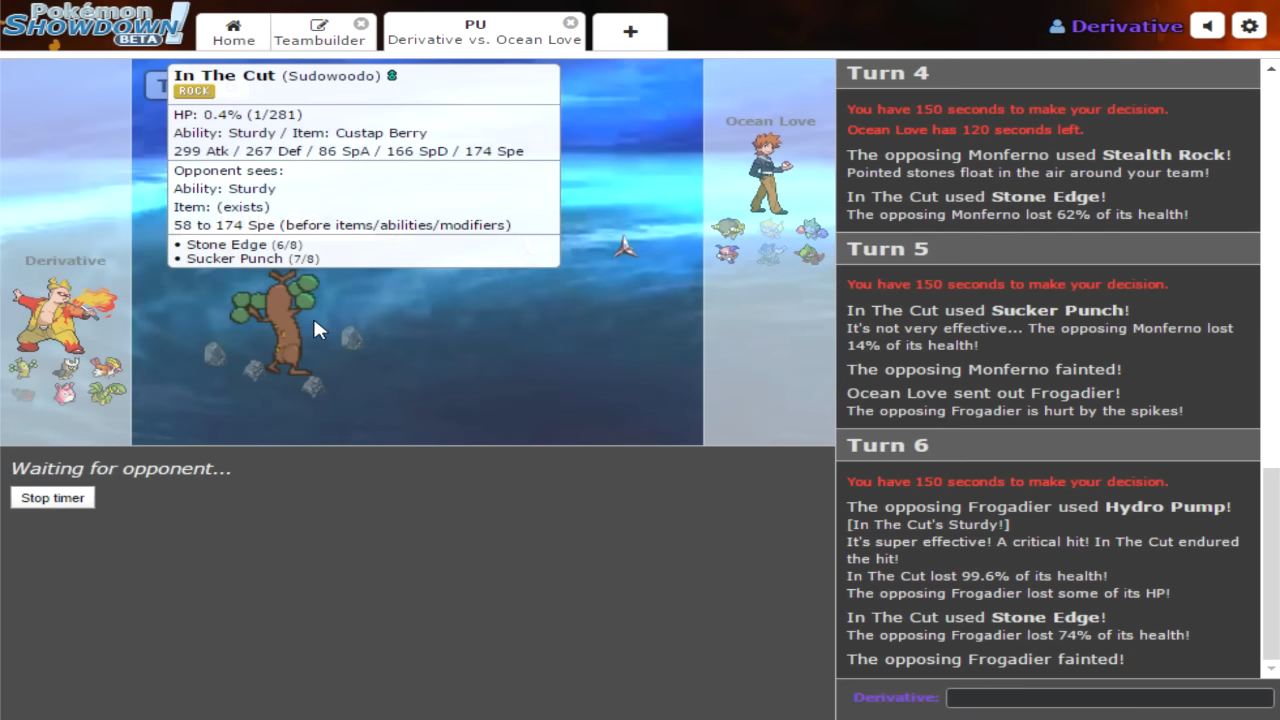 Pokémon
SHOWDOWN!
BETA
Home
Teambuilder
PU
Derivative vs. Ocean Love
+
Derivative
T
In The Cut (Sudowoodo)
ROCK
HP: 0.4% (1/281)
Ability: Sturdy / Item: Custap Berry
299 Atk / 267 Def / 86 SpA / 166 SpD / 174 Spe
Opponent sees:
Ability: Sturdy
Item: (exists)
58 to 174 Spe (before items/abilities/modifiers)
• Stone Edge (6/8)
• Sucker Punch (7/8)
Ocean Love
Derivative
Waiting for opponent...
Stop timer
Turn 4
You have 150 seconds to make your decision.
Ocean Love has 120 seconds left.
The opposing Monferno used Stealth Rock!
Pointed stones float in the air around your team!
In The Cut used Stone Edge!
The opposing Monferno lost 62% of its health!
Turn 5
You have 150 seconds to make your decision.
In The Cut used Sucker Punch!
It's not very effective... The opposing Monferno lost
14% of its health!
The opposing Monferno fainted!
Ocean Love sent out Frogadier!
The opposing Frogadier is hurt by the spikes!
Turn 6
You have 150 seconds to make your decision.
The opposing Frogadier used Hydro Pump!
[In The Cut's Sturdy!]
It's super effective! A critical hit! In The Cut endured
the hit!
In The Cut lost 99.6% of its health!
The opposing Frogadier lost some of its HP!
In The Cut used Stone Edge!
The opposing Frogadier lost 74% of its health!
The opposing Frogadier fainted!
Derivative: